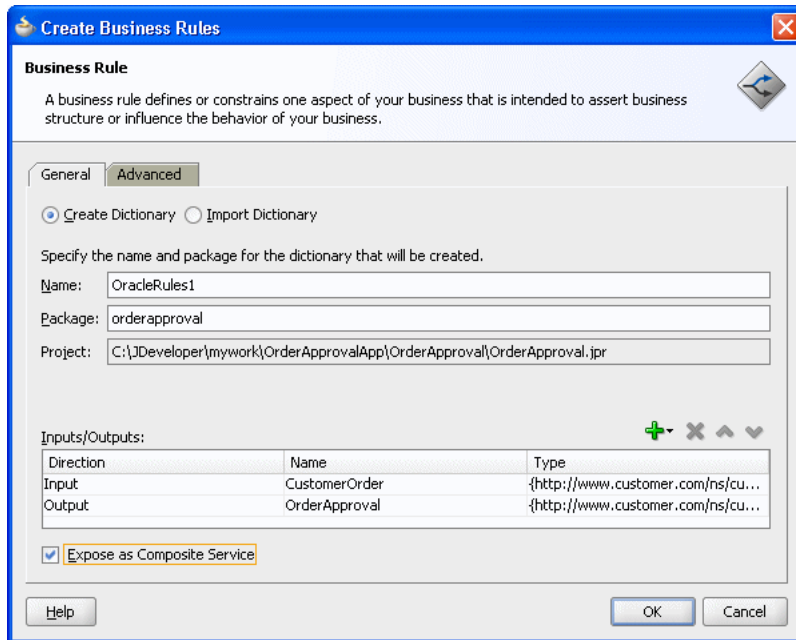 Create Business Rules
Business Rule
A business rule defines or constrains one aspect of your business that is intended to assert business
structure or influence the behavior of your business.
General Advanced
Create Dictionary Import Dictionary
Specify the name and package for the dictionary that will be created.
Name: OracleRules1
Package: orderapproval
Project: C:\JDeveloper\mywork\OrderApprovalApp\OrderApproval\OrderApproval.jpr
Inputs/Outputs:
Direction Name Type
Input CustomerOrder {http://www.customer.com/ns/cu...
Output OrderApproval {http://www.customer.com/ns/cu...
Expose as Composite Service
Help OK Cancel